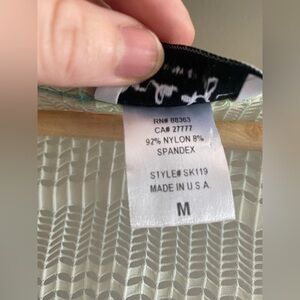 RN# 88363
CA# 27777
92% NYLON 8%
SPANDEX
STYLE# SK119
MADE IN U.S.A.
M